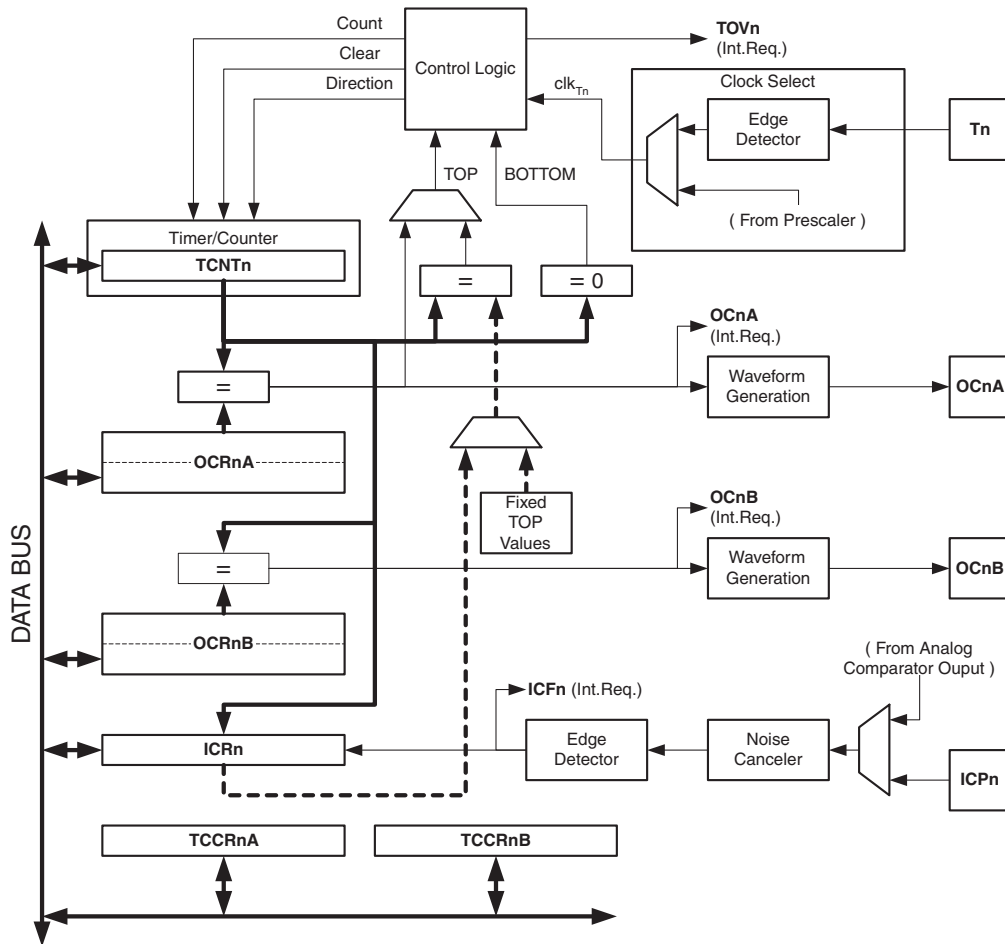 Count
Clear
Direction
Control Logic
TOVn
(Int.Req.)
clkTn
Clock Select
Edge
Detector
Tn
( From Prescaler )
TOP
BOTTOM
Timer/Counter
TCNTn
=
= 0
OCnA
(Int.Req.)
=
Waveform
Generation
OCnA
OCRnA
Fixed
TOP
Values
OCnB
(Int.Req.)
=
Waveform
Generation
OCnB
OCRnB
DATA BUS
( From Analog
Comparator Ouput )
ICFn (Int.Req.)
ICRn
Edge
Detector
Noise
Canceler
ICPn
TCCRnA
TCCRnB